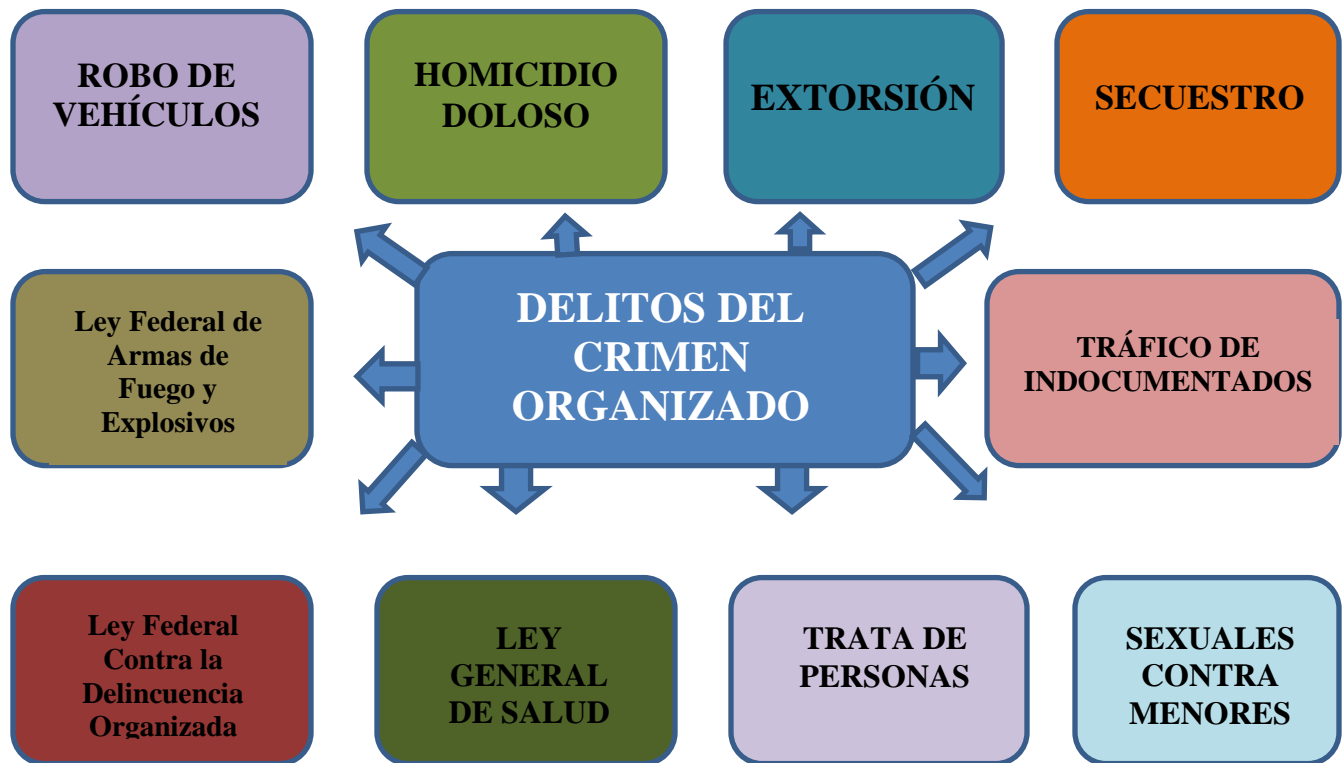 ROBO DE
VEHÍCULOS
HOMICIDIO
DOLOSO
EXTORSIÓN
SECUESTRO
Ley Federal de
Armas de
Fuego y
Explosivos
DELITOS DEL
CRIMEN
ORGANIZADO
TRÁFICO DE
INDOCUMENTADOS
Ley Federal
Contra la
Delincuencia
Organizada
LEY
GENERAL
DE SALUD
TRATA DE
PERSONAS
SEXUALES
CONTRA
MENORES